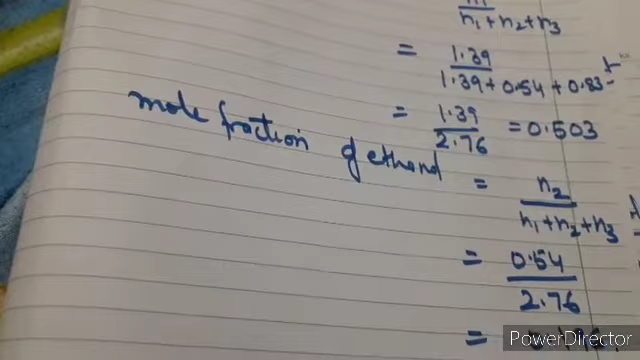 n1+n2+n3
= 1.39
1.39+0.54+0.83
= 1.39
2.76 = 0.503
mole fraction of ethanol
= n2
n1+n2+n3
= 0.54
2.76
=
PowerDirector